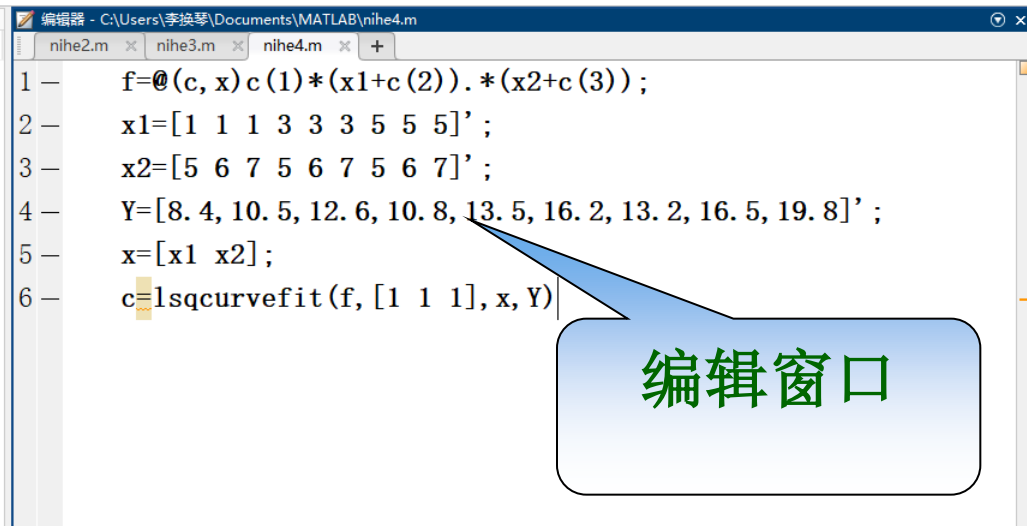 编辑器 - C:\Users\李换琴\Documents\MATLAB\nihe4.m
nihe2.m × nihe3.m × nihe4.m × +
1 — f=@(c,x)c(1)*(x1+c(2)).*(x2+c(3));
2 — x1=[1 1 1 3 3 3 5 5 5]';
3 — x2=[5 6 7 5 6 7 5 6 7]';
4 — Y=[8.4,10.5,12.6,10.8,13.5,16.2,13.2,16.5,19.8]';
5 — x=[x1 x2];
6 — c=lsqcurvefit(f,[1 1 1],x,Y)
编辑窗口